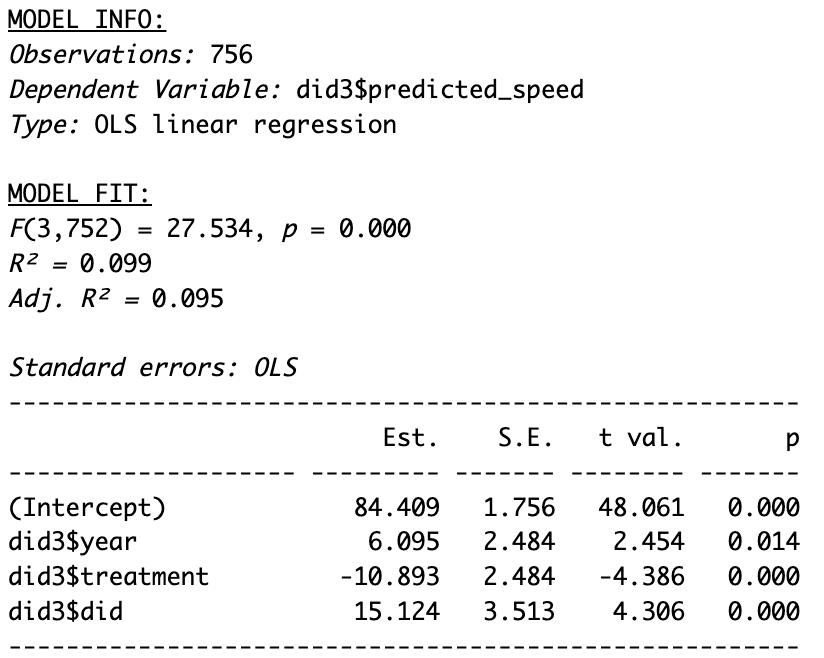 MODEL INFO:
Observations: 756
Dependent Variable: did3$predicted_speed
Type: OLS linear regression
MODEL FIT:
F(3,752) = 27.534, p = 0.000
R² = 0.099
Adj. R² = 0.095
Standard errors: OLS
-------------------------------------------------------
Est. S.E. t val. p
-------------------- --------- ------- -------- -------
(Intercept) 84.409 1.756 48.061 0.000
did3$year 6.095 2.484 2.454 0.014
did3$treatment -10.893 2.484 -4.386 0.000
did3$did 15.124 3.513 4.306 0.000
-------------------------------------------------------